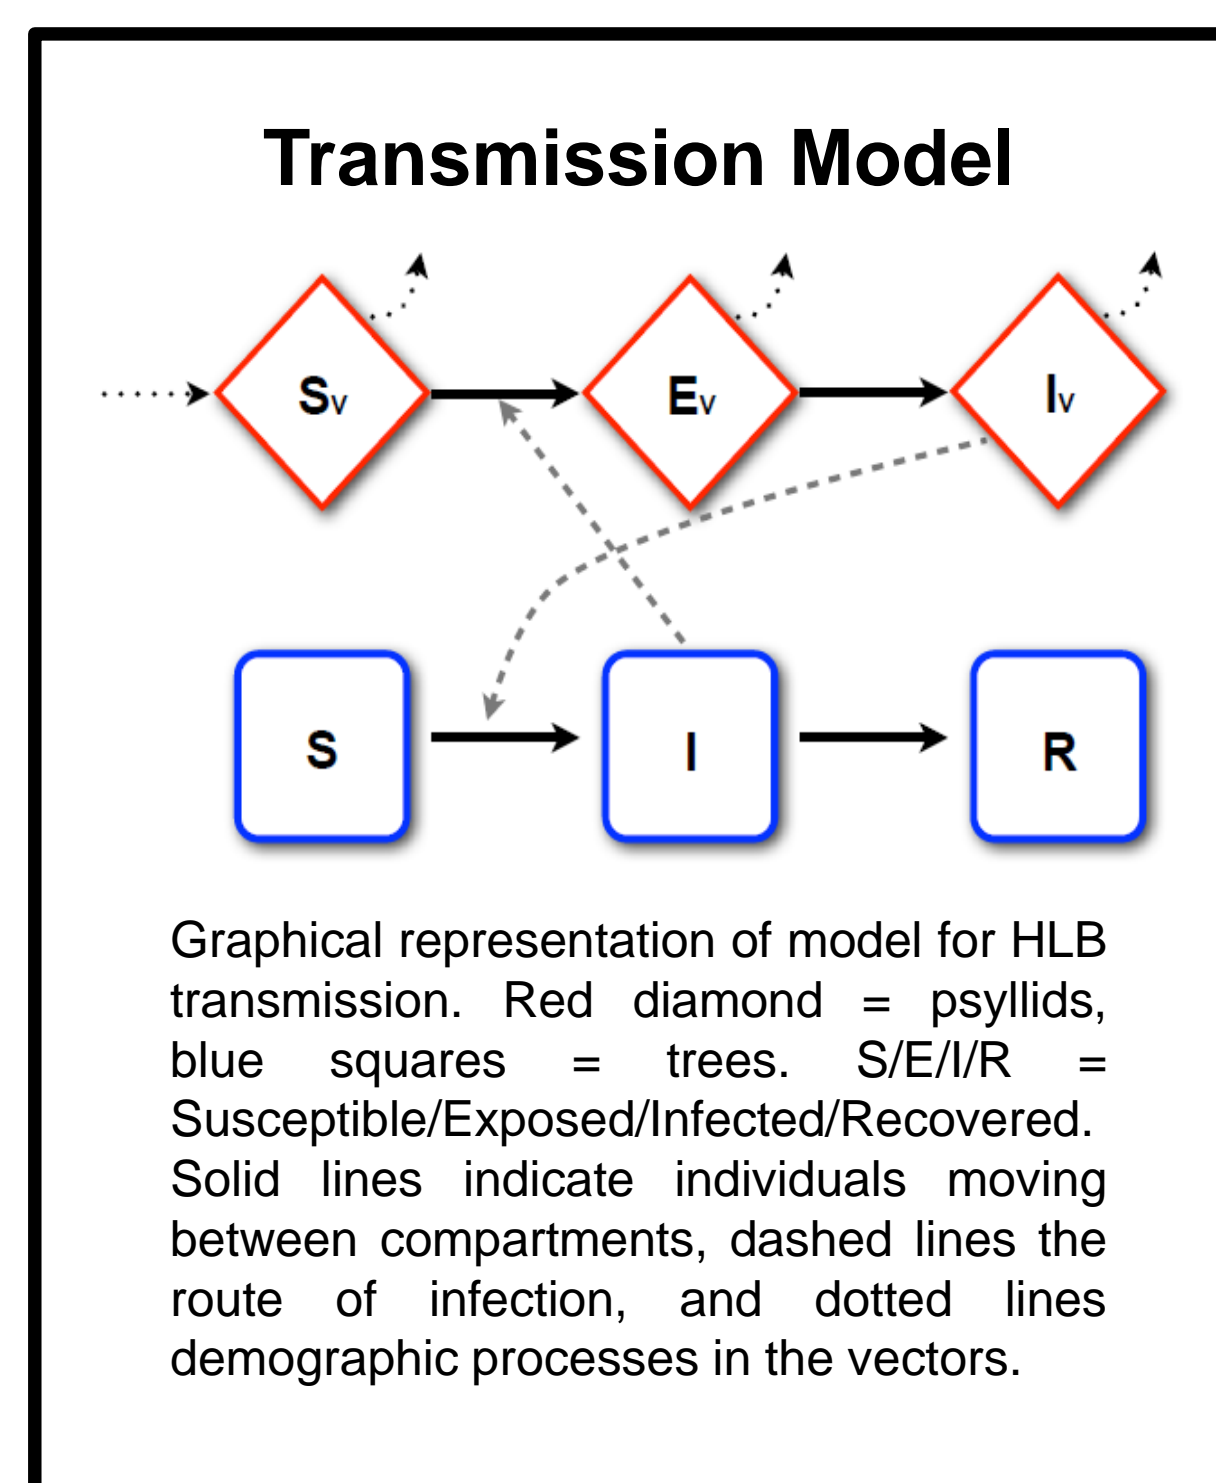 Transmission Model
Sv Ev Iv
S I R
Graphical representation of model for HLB
transmission. Red diamond = psyllids,
blue squares = trees. S/E/I/R =
Susceptible/Exposed/Infected/Recovered.
Solid lines indicate individuals moving
between compartments, dashed lines the
route of infection, and dotted lines
demographic processes in the vectors.